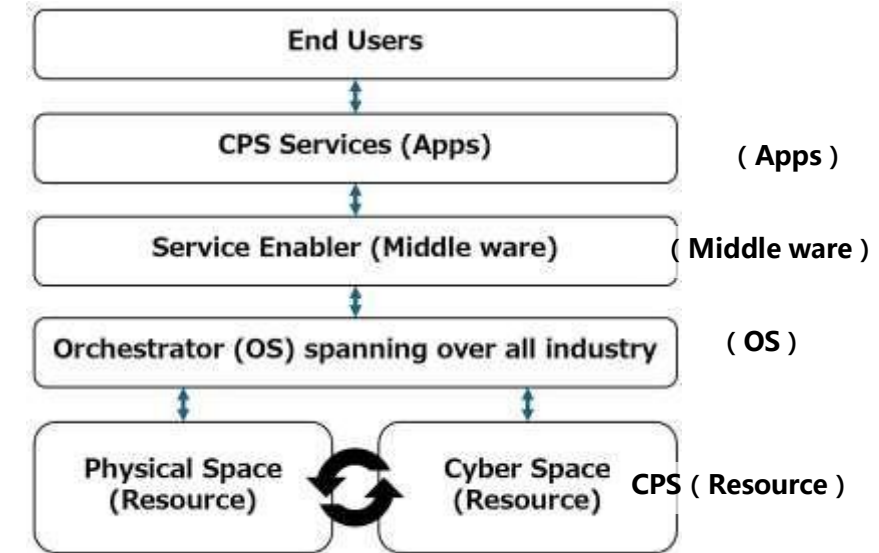 End Users
CPS Services (Apps)
( Apps )
Service Enabler (Middle ware)
( Middle ware )
Orchestrator (OS) spanning over all industry
( OS )
Physical Space
(Resource)
Cyber Space
(Resource)
CPS ( Resource )